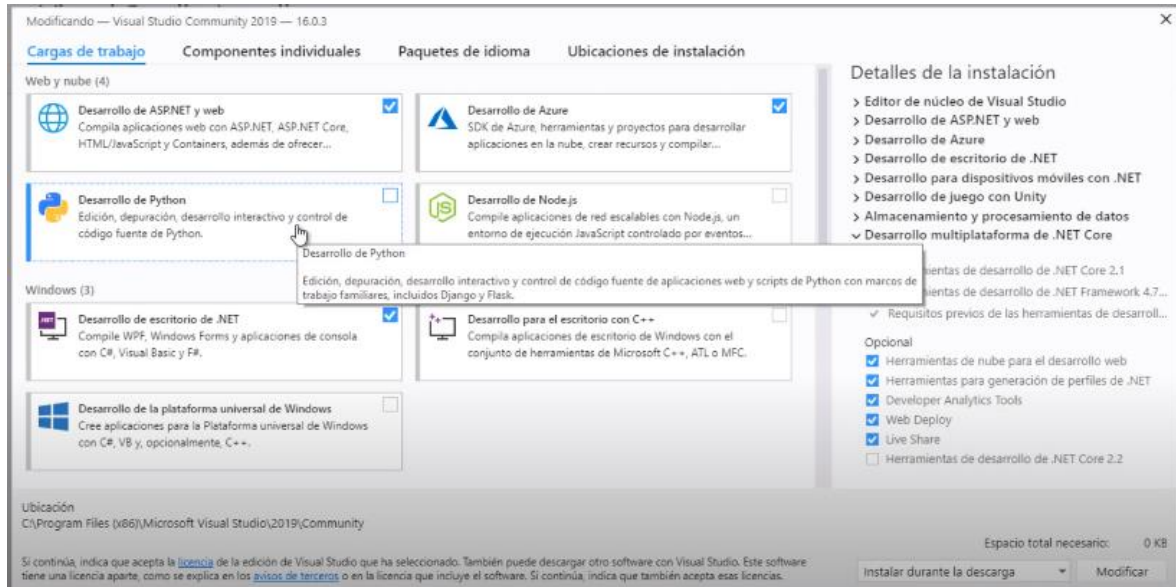 Modificando — Visual Studio Community 2019 — 16.0.3
Cargas de trabajo
Componentes individuales
Paquetes de idioma
Ubicaciones de instalación
Web y nube (4)
Desarrollo de ASP.NET y web
Compila aplicaciones web con ASP.NET, ASP.NET Core,
HTML/JavaScript y Containers, además de ofrecer...
Desarrollo de Azure
SDK de Azure, herramientas y proyectos para desarrollar
aplicaciones en la nube, crear recursos y compilar...
Desarrollo de Python
Edición, depuración, desarrollo interactivo y control de
código fuente de Python.
Desarrollo de Node.js
Compile aplicaciones de red escalables con Node.js, un
entorno de ejecución JavaScript controlado por eventos...
Desarrollo de Python
Edición, depuración, desarrollo interactivo y control de código fuente de aplicaciones web y scripts de Python con marcos de
trabajo familiares, incluidos Django y Flask.
Windows (3)
Desarrollo de escritorio de .NET
Compile WPF, Windows Forms y aplicaciones de consola
con C#, Visual Basic y F#.
Desarrollo para el escritorio con C++
Compila aplicaciones de escritorio de Windows con el
conjunto de herramientas de Microsoft C++, ATL o MFC.
Desarrollo de la plataforma universal de Windows
Cree aplicaciones para la Plataforma universal de Windows
con C#, VB y, opcionalmente, C++.
Detalles de la instalación
Editor de núcleo de Visual Studio
Desarrollo de ASP.NET y web
Desarrollo de Azure
Desarrollo de escritorio de .NET
Desarrollo para dispositivos móviles con .NET
Desarrollo de juego con Unity
Almacenamiento y procesamiento de datos
Desarrollo multiplataforma de .NET Core
de desarrollo de .NET Core 2.1
de desarrollo de .NET Framework 4.7...
Requisitos previos de las herramientas de desarroll...
Opcional
Herramientas de nube para el desarrollo web
Herramientas para generación de perfiles de .NET
Developer Analytics Tools
Web Deploy
Live Share
Herramientas de desarrollo de .NET Core 2.2
Ubicación
C:\Program Files (x86)\Microsoft Visual Studio\2019\Community
Si continúa, indica que acepta la licencia de la edición de Visual Studio que ha seleccionado. También puede descargar otro software con Visual Studio. Este software
tiene una licencia aparte, como se explica en los avisos de terceros o en la licencia que incluye el software. Si continúa, indica que también acepta esas licencias.
Espacio total necesario: 0 KB
Instalar durante la descarga
Modificar